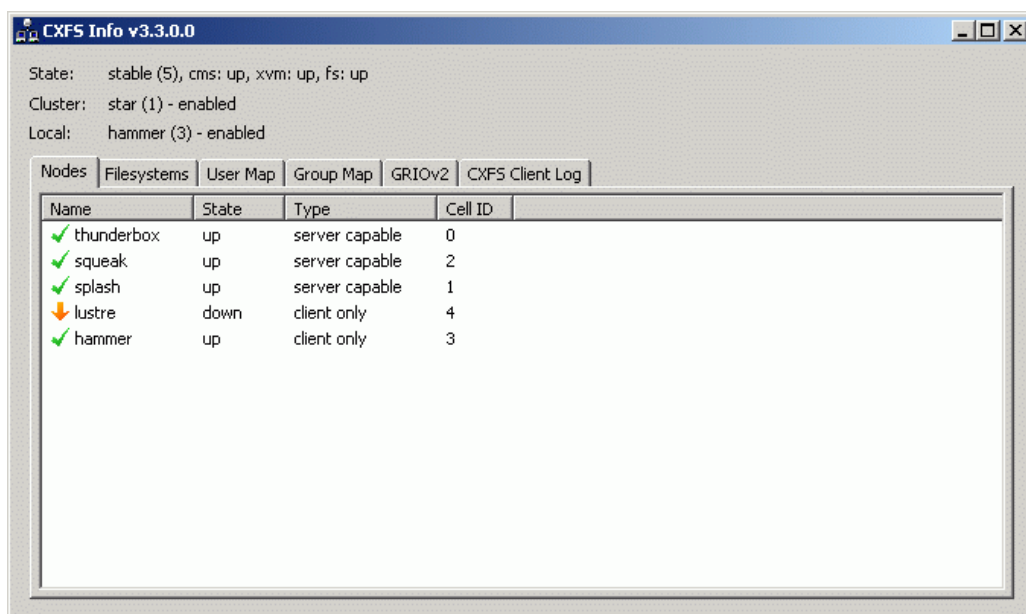 CXFS Info v3.3.0.0
State: stable (5), cms: up, xvm: up, fs: up
Cluster: star (1) - enabled
Local: hammer (3) - enabled
Nodes Filesystems User Map Group Map GRIOv2 CXFS Client Log
Name State Type Cell ID
thunderbox up server capable 0
squeak up server capable 2
splash up server capable 1
lustre down client only 4
hammer up client only 3